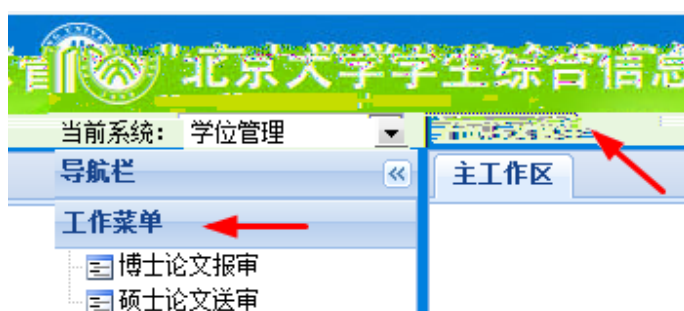 北京大学学生综合信息
当前系统： 学位管理
导航栏
主工作区
工作菜单
博士论文报审
硕士论文送审